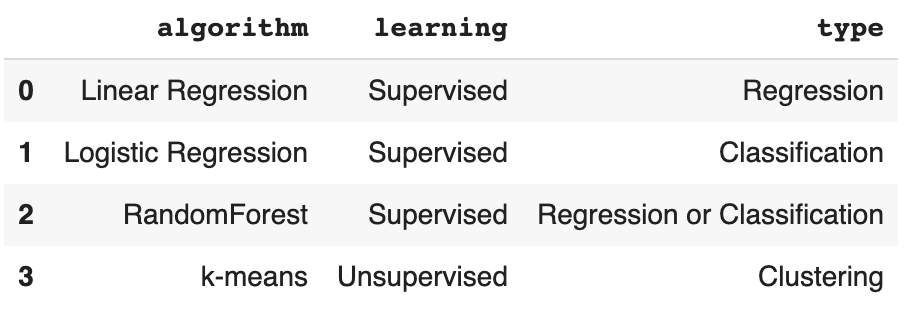 algorithm learning type
0 Linear Regression Supervised Regression
1 Logistic Regression Supervised Classification
2 RandomForest Supervised Regression or Classification
3 k-means Unsupervised Clustering